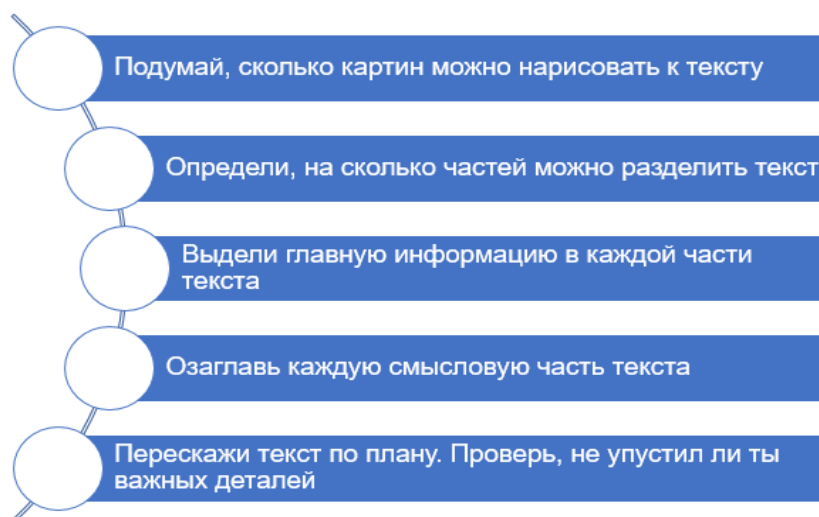 Подумай, сколько картин можно нарисовать к тексту
Определи, на сколько частей можно разделить текст
Выдели главную информацию в каждой части
текста
Озаглавь каждую смысловую часть текста
Перескажи текст по плану. Проверь, не упустил ли ты
важных деталей